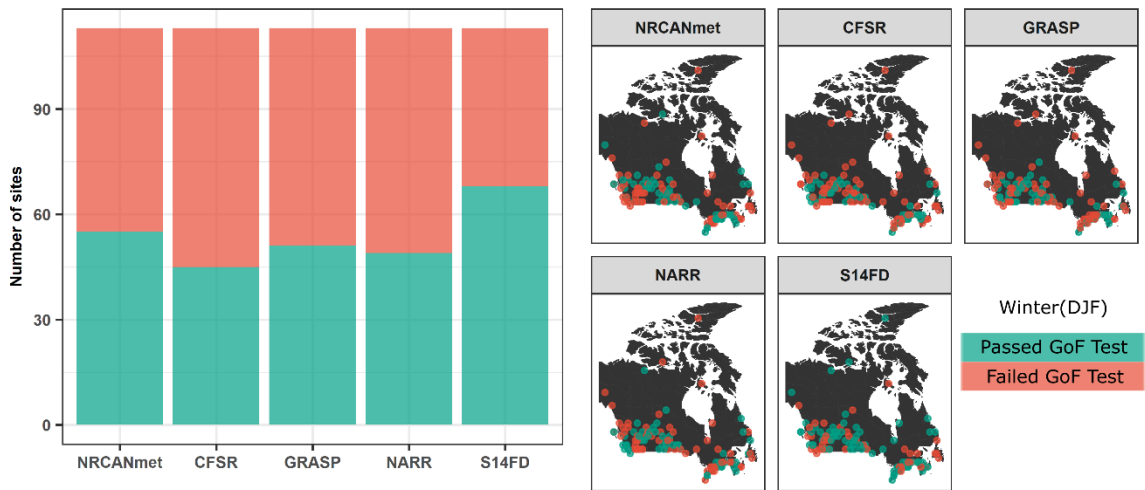 Number of sites
90
60
30
0
NRCANmet
CFSR
GRASP
NARR
S14FD
NRCANmet
CFSR
GRASP
NARR
S14FD
Winter(DJF)
Passed GoF Test
Failed GoF Test